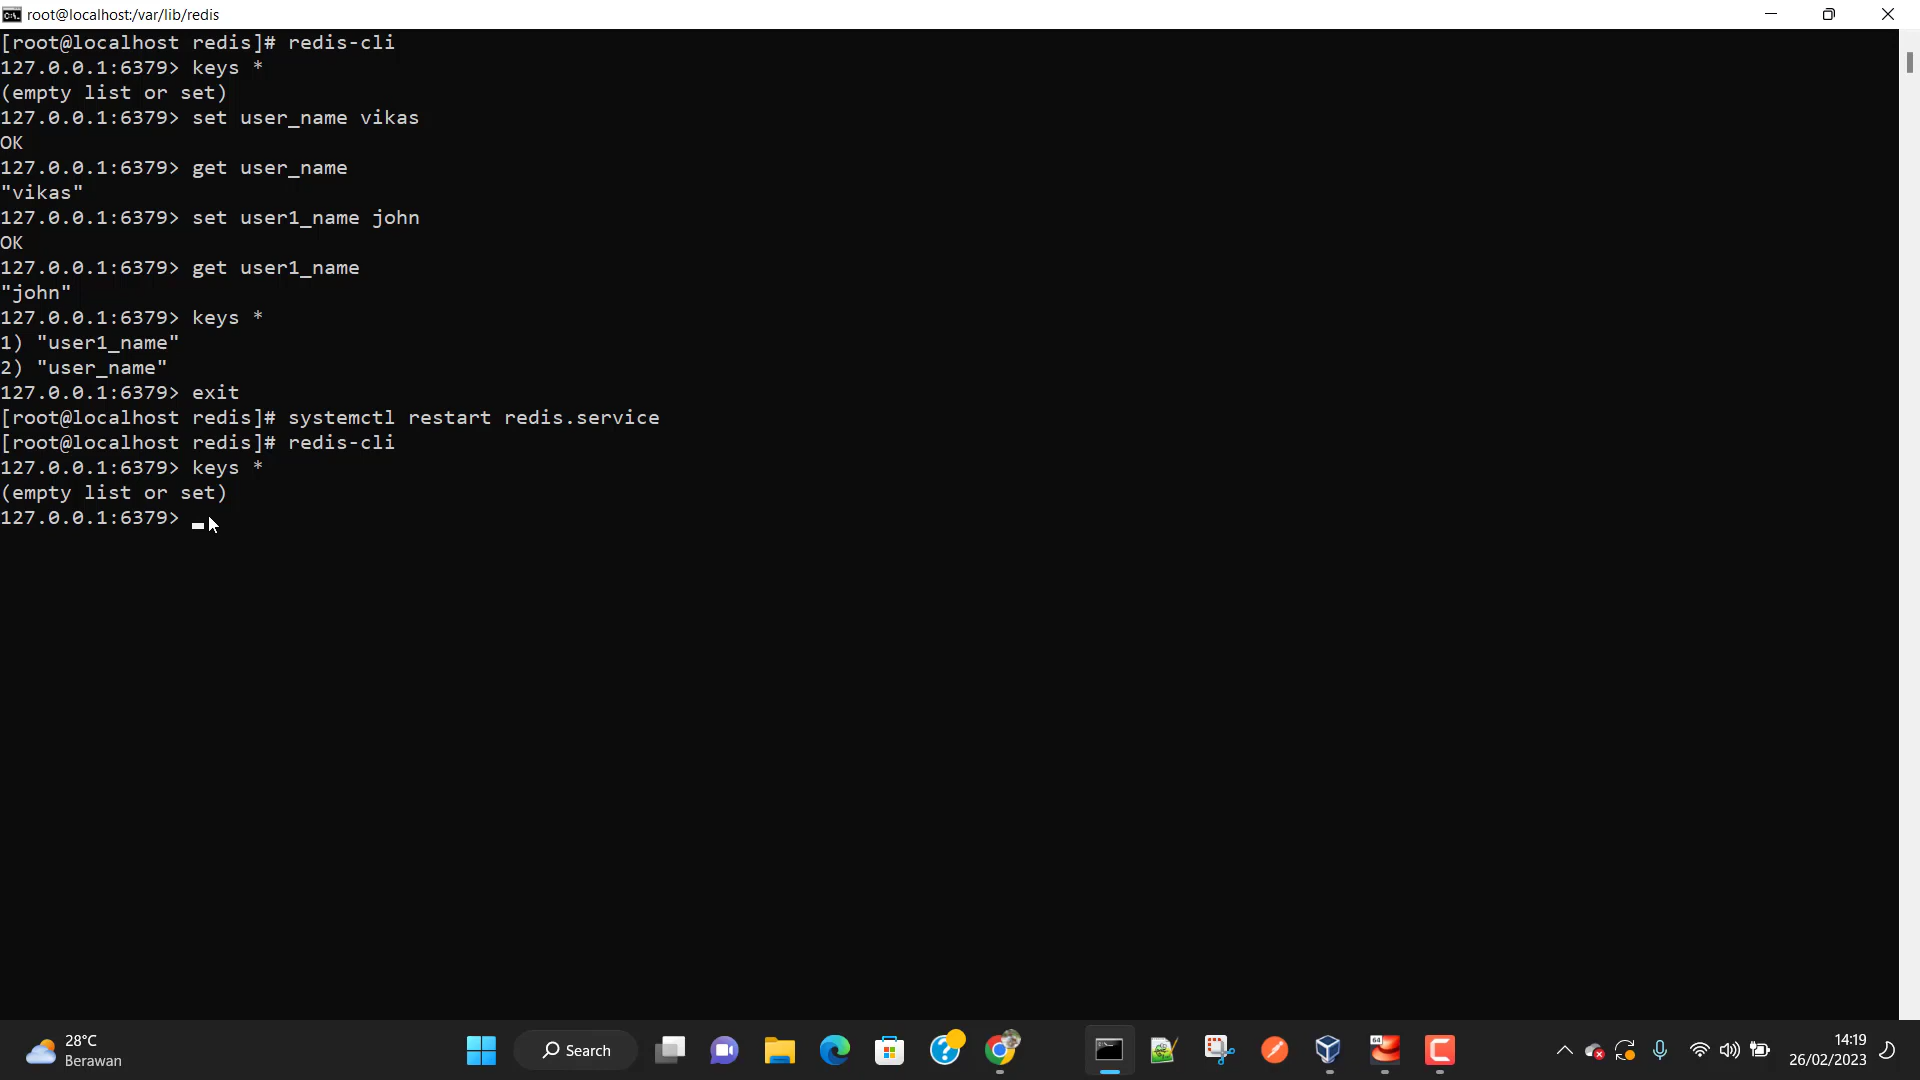 root@localhost:/var/lib/redis
[root@localhost redis]# redis-cli
127.0.0.1:6379> keys *
(empty list or set)
127.0.0.1:6379> set user_name vikas
OK
127.0.0.1:6379> get user_name
"vikas"
127.0.0.1:6379> set user1_name john
OK
127.0.0.1:6379> get user1_name
"john"
127.0.0.1:6379> keys *
1) "user1_name"
2) "user_name"
127.0.0.1:6379> exit
[root@localhost redis]# systemctl restart redis.service
[root@localhost redis]# redis-cli
127.0.0.1:6379> keys *
(empty list or set)
127.0.0.1:6379>
28°C
Berawan
Search
64
14:19
26/02/2023